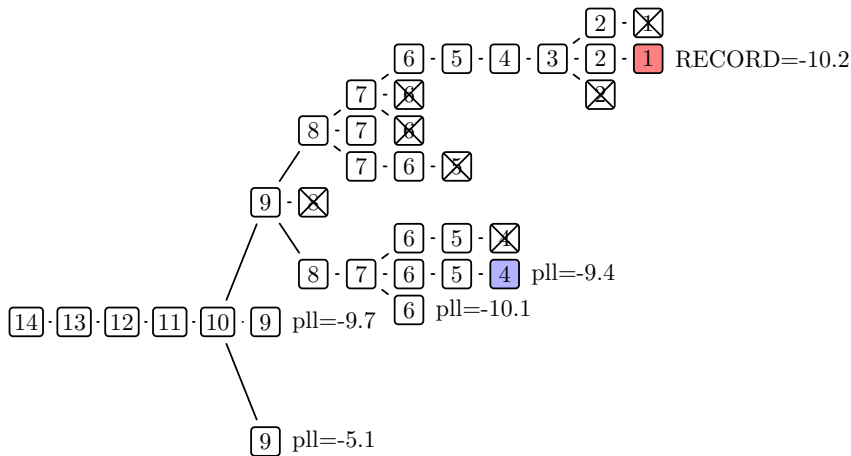 2 1
6 5 4 3 2 1 RECORD=-10.2
7 6 2
8 7 6
7 6 5
9 8
6 5 4
8 7 6 5 4 pll=-9.4
6 pll=-10.1
14 13 12 11 10 9 pll=-9.7
9 pll=-5.1